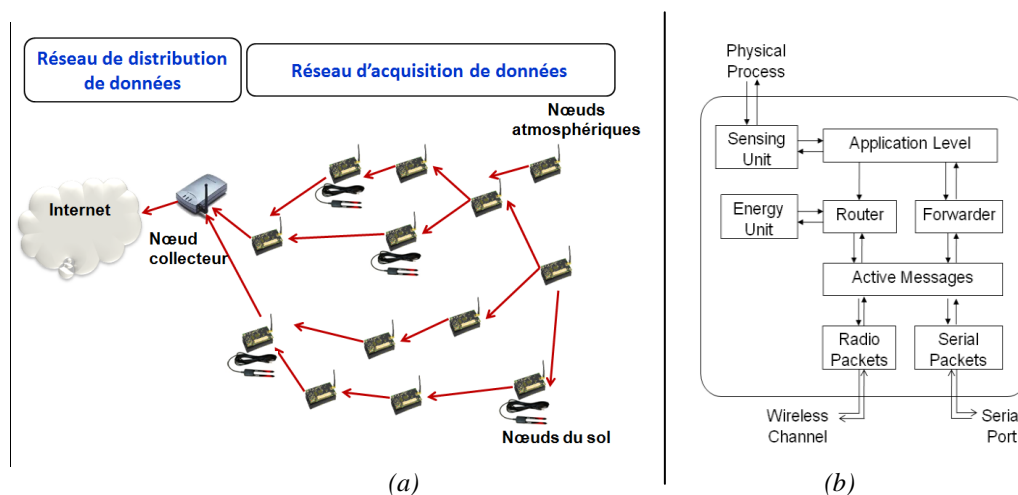 Réseau de distribution
de données
Réseau d'acquisition de données
Nœuds
atmosphériques
Internet
Nœud
collecteur
Nœuds du sol
(a)
Physical
Process
Sensing
Unit
Application Level
Energy
Unit
Router
Forwarder
Active Messages
Radio
Packets
Serial
Packets
Wireless
Channel
Serial
Port
(b)